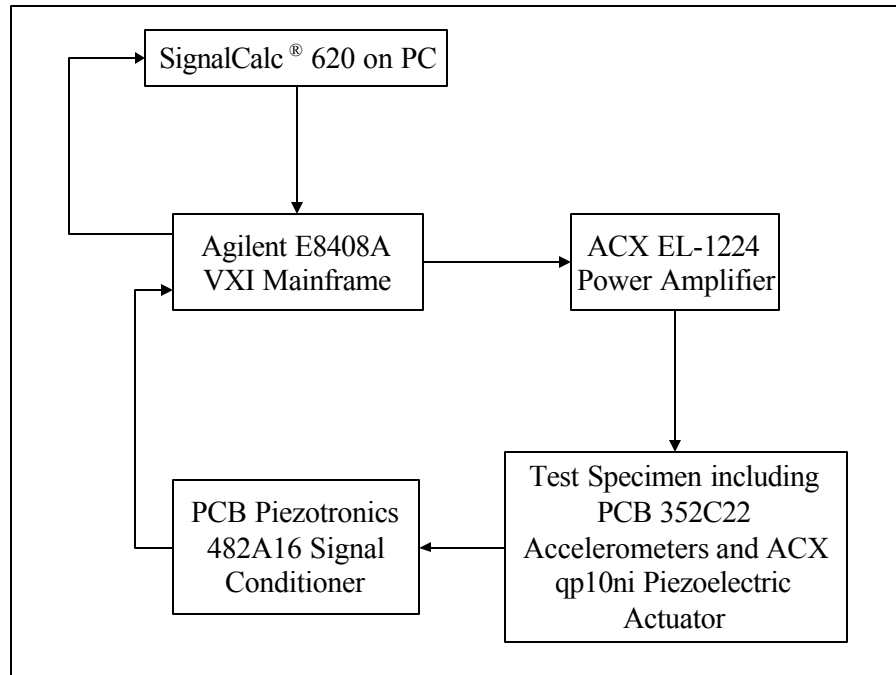 SignalCalc ® 620 on PC
Agilent E8408A
VXI Mainframe
ACX EL-1224
Power Amplifier
PCB Piezotronics
482A16 Signal
Conditioner
Test Specimen including
PCB 352C22
Accelerometers and ACX
qp10ni Piezoelectric
Actuator